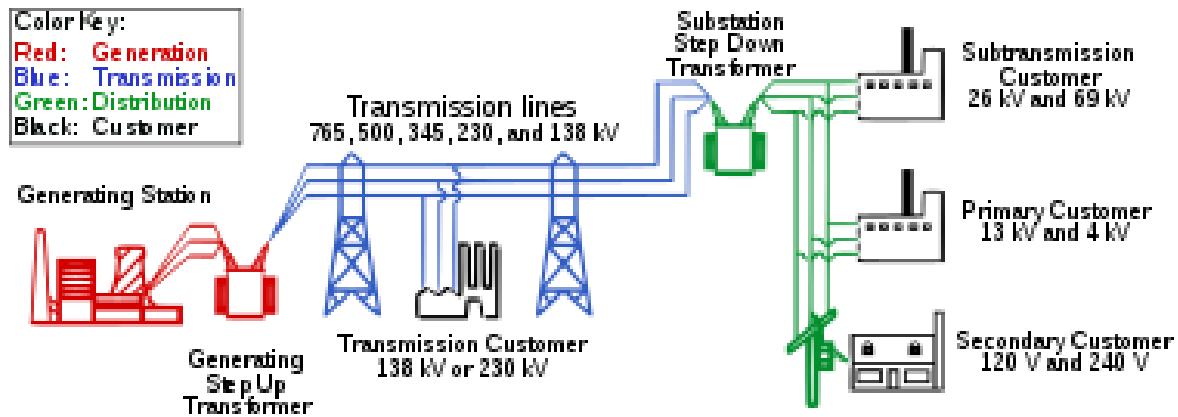 Color Key:
Red: Generation
Blue: Transmission
Green: Distribution
Black: Customer
Generating Station
Generating
Step Up
Transformer
Transmission lines
765, 500, 345, 230, and 138 kV
Transmission Customer
138 kV or 230 kV
Substation
Step Down
Transformer
Subtransmission
Customer
26 kV and 69 kV
Primary Customer
13 kV and 4 kV
Secondary Customer
120 V and 240 V